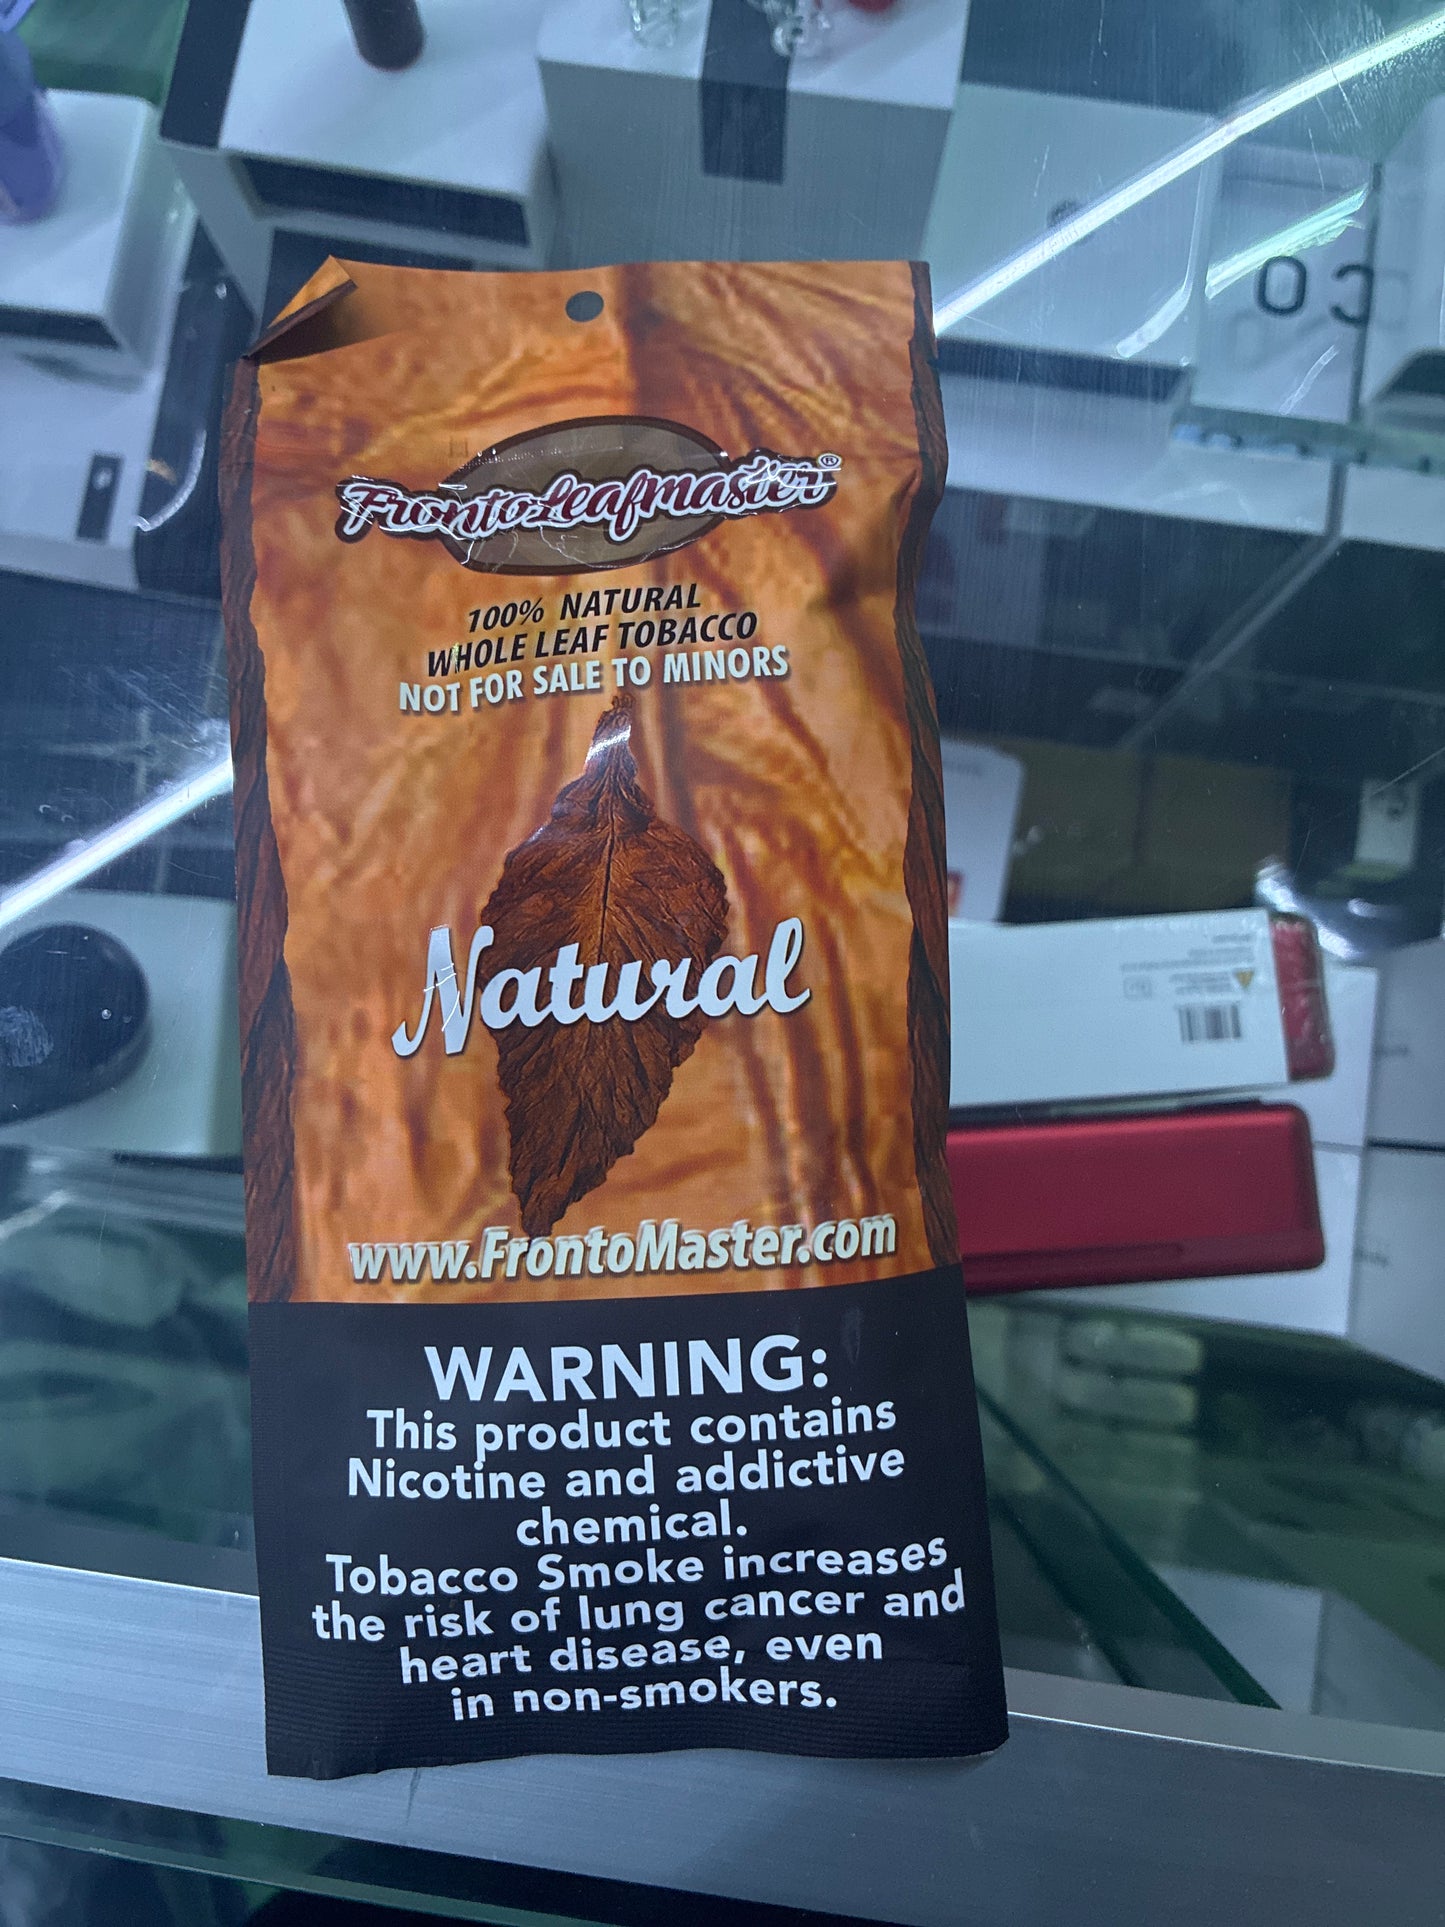 FrontoLeafmaster®
100% NATURAL
WHOLE LEAF TOBACCO
NOT FOR SALE TO MINORS
Natural
www.FrontoMaster.com
WARNING:
This product contains
Nicotine and addictive
chemical.
Tobacco Smoke increases
the risk of lung cancer and
heart disease, even
in non-smokers.